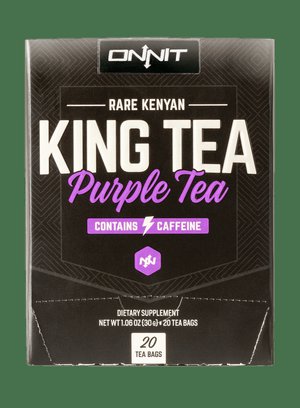 ONNIT
RARE KENYAN
KING TEA
Purple Tea
CONTAINS CAFFEINE
DIETARY SUPPLEMENT
NET WT 1.06 OZ (30 g) • 20 TEA BAGS
20
TEA BAGS